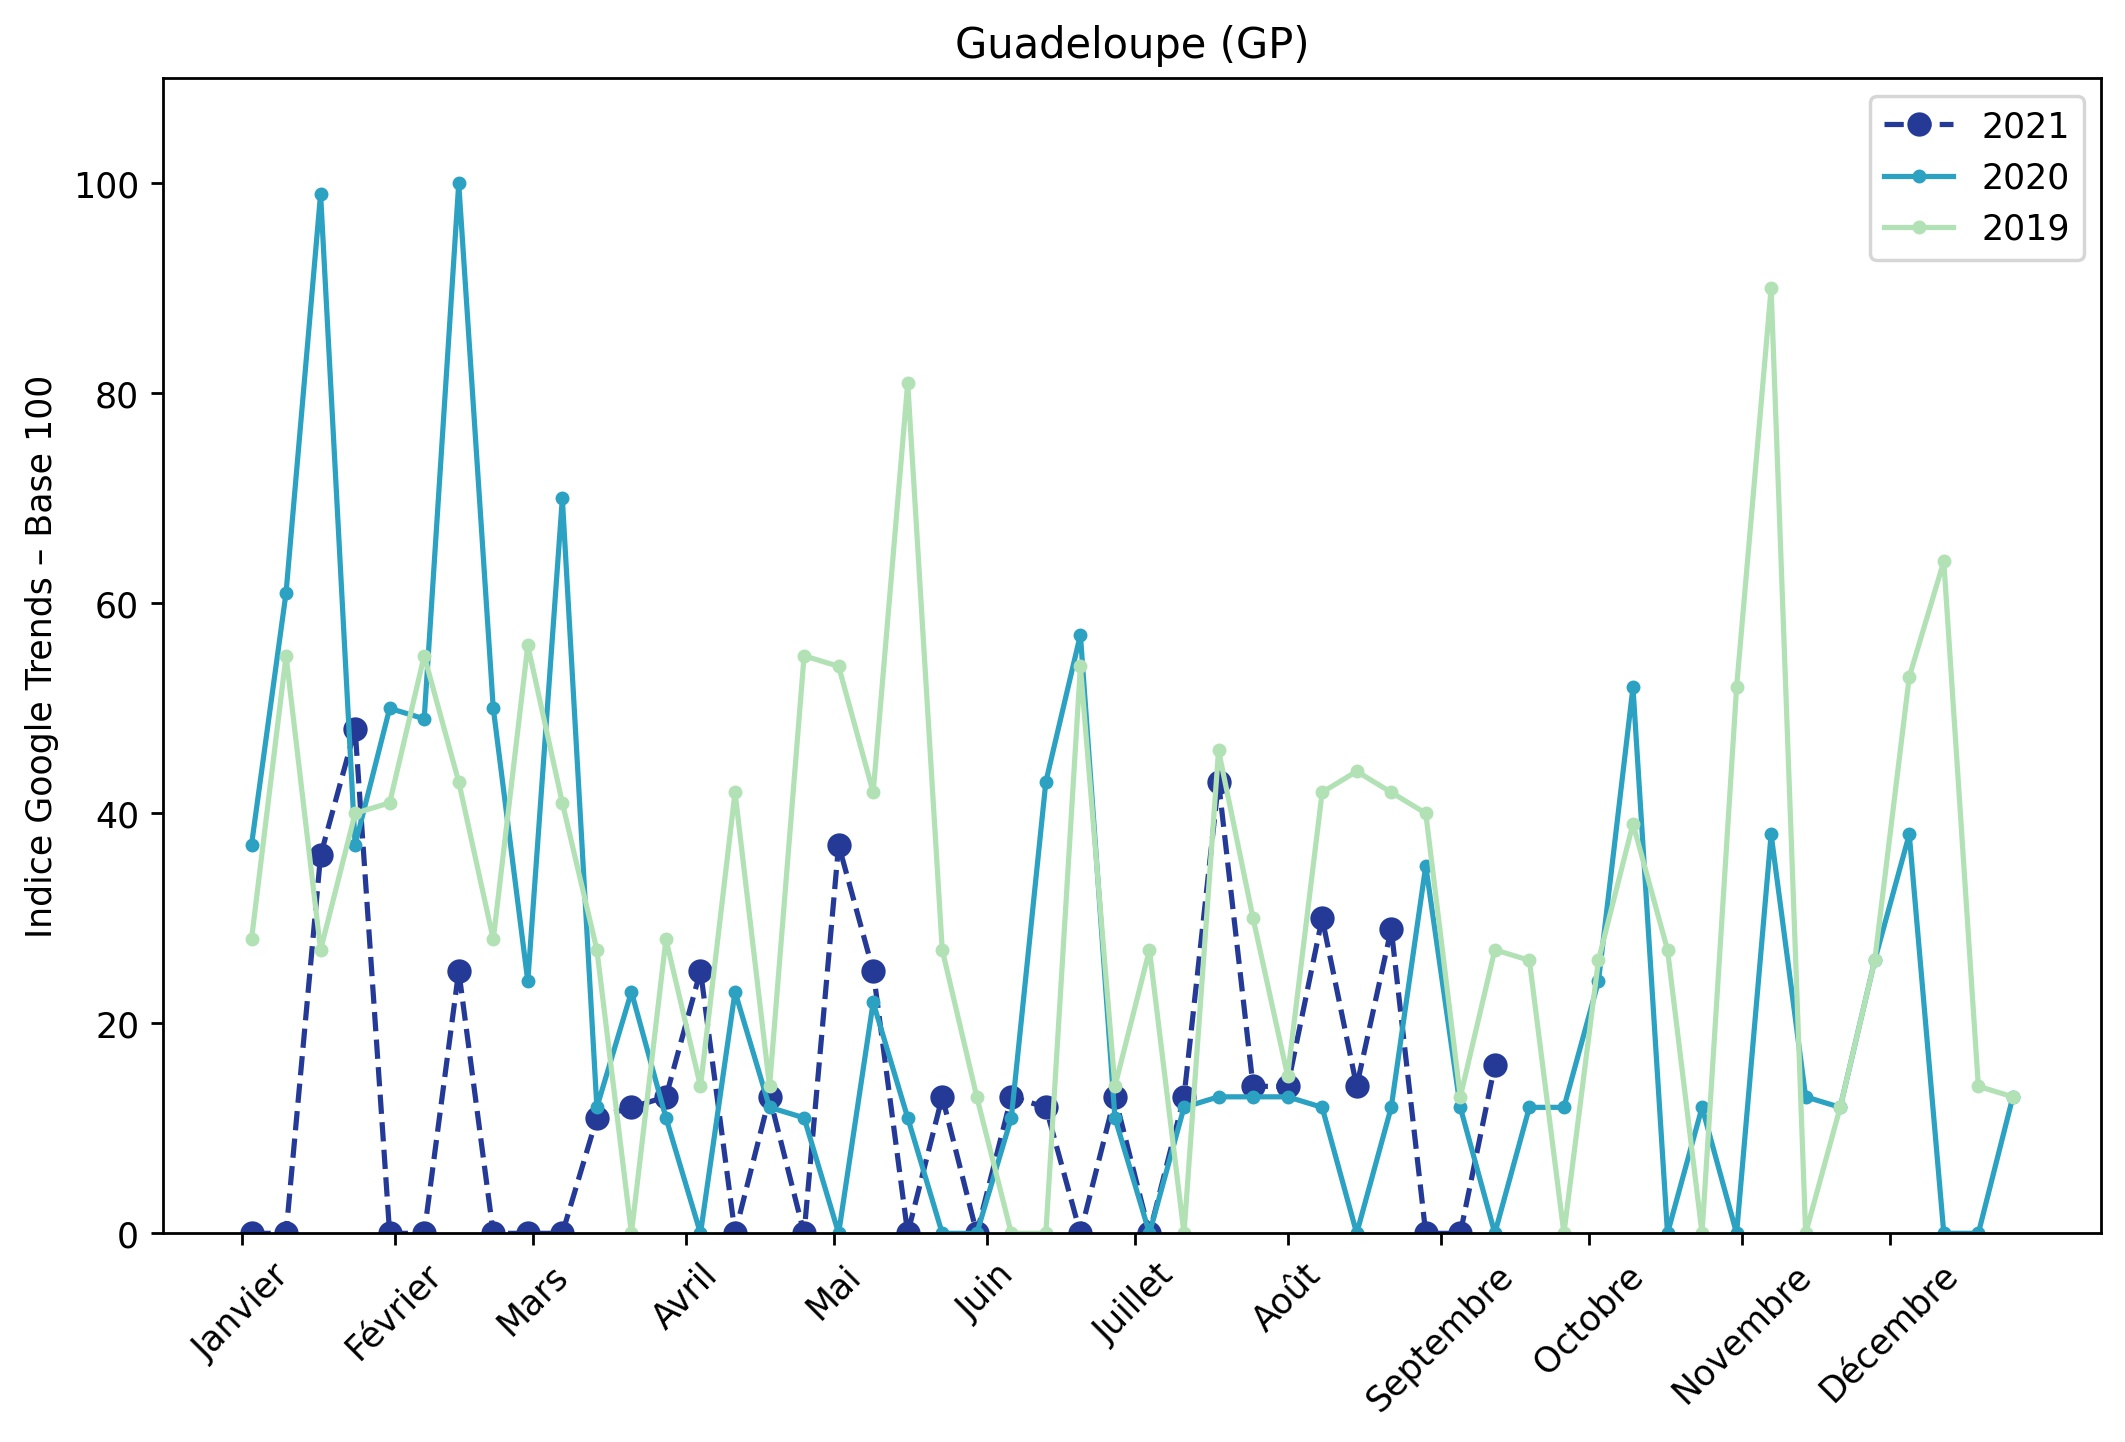 Guadeloupe (GP)
Indice Google Trends – Base 100
100
80
60
40
20
0
2021
2020
2019
Janvier
Février
Mars
Avril
Mai
Juin
Juillet
Août
Septembre
Octobre
Novembre
Décembre